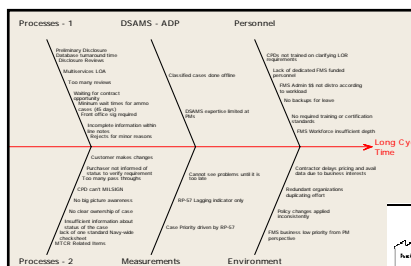 Processes - 1
DSAMS - ADP
Personnel
Preliminary Disclosure
Database turnaround time
Disclosure Reviews
Multiservices LOA
Too many reviews
Waiting for contract
opportunity
Minimum wait times for ammo
cases (45 days)
Front office sig required
Incomplete information within
line notes
Rejects for minor reasons
Classified cases done offline
DSAMS expertise limited at
PMs
CPDs not trained on clarifying LOR
requirements
Lack of dedicated FMS funded
personnel
FMS Admin $$ not distro according
to workload
No backups for leave
No required training or certification
standards
FMS Workforce insufficient depth
Long Cyc
Time
Customer makes changes
Purchaser not informed of
status to verify requirement
Too many pass throughs
CPD can't MILSIGN
No big picture awareness
No clear ownership of case
Insufficient information about
status of the case
lack of one standard Navy-wide
checksheet
MTCR Related Items
Cannot see problems until it is
too late
RP-57 Lagging indicator only
Case Priority driven by RP-57
Contractor delays pricing and avail
data due to business interests
Redundant organizations
duplicating effort
Policy changes applied
inconsistently
FMS business low priority from PM
perspective
Processes - 2
Measurements
Environment